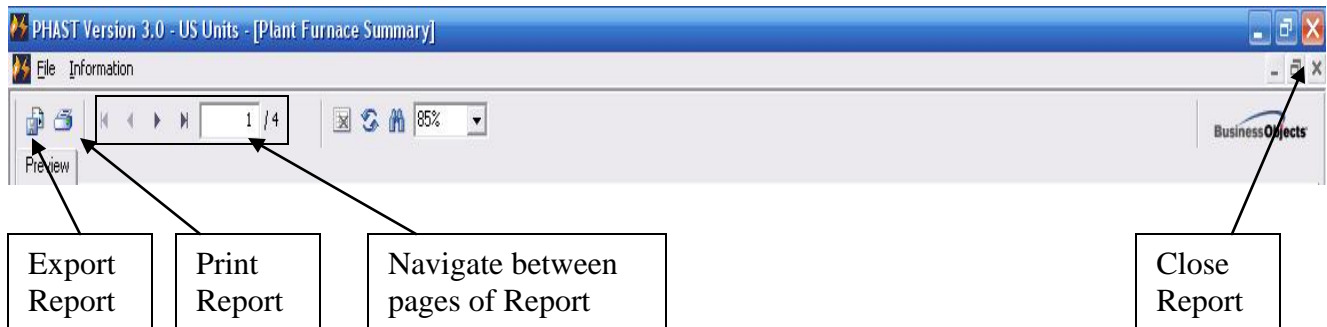 PHAST Version 3.0 - US Units - [Plant Furnace Summary]
File Information
1 / 4 85%
BusinessObjects
Preview
Export
Report
Print
Report
Navigate between
pages of Report
Close
Report